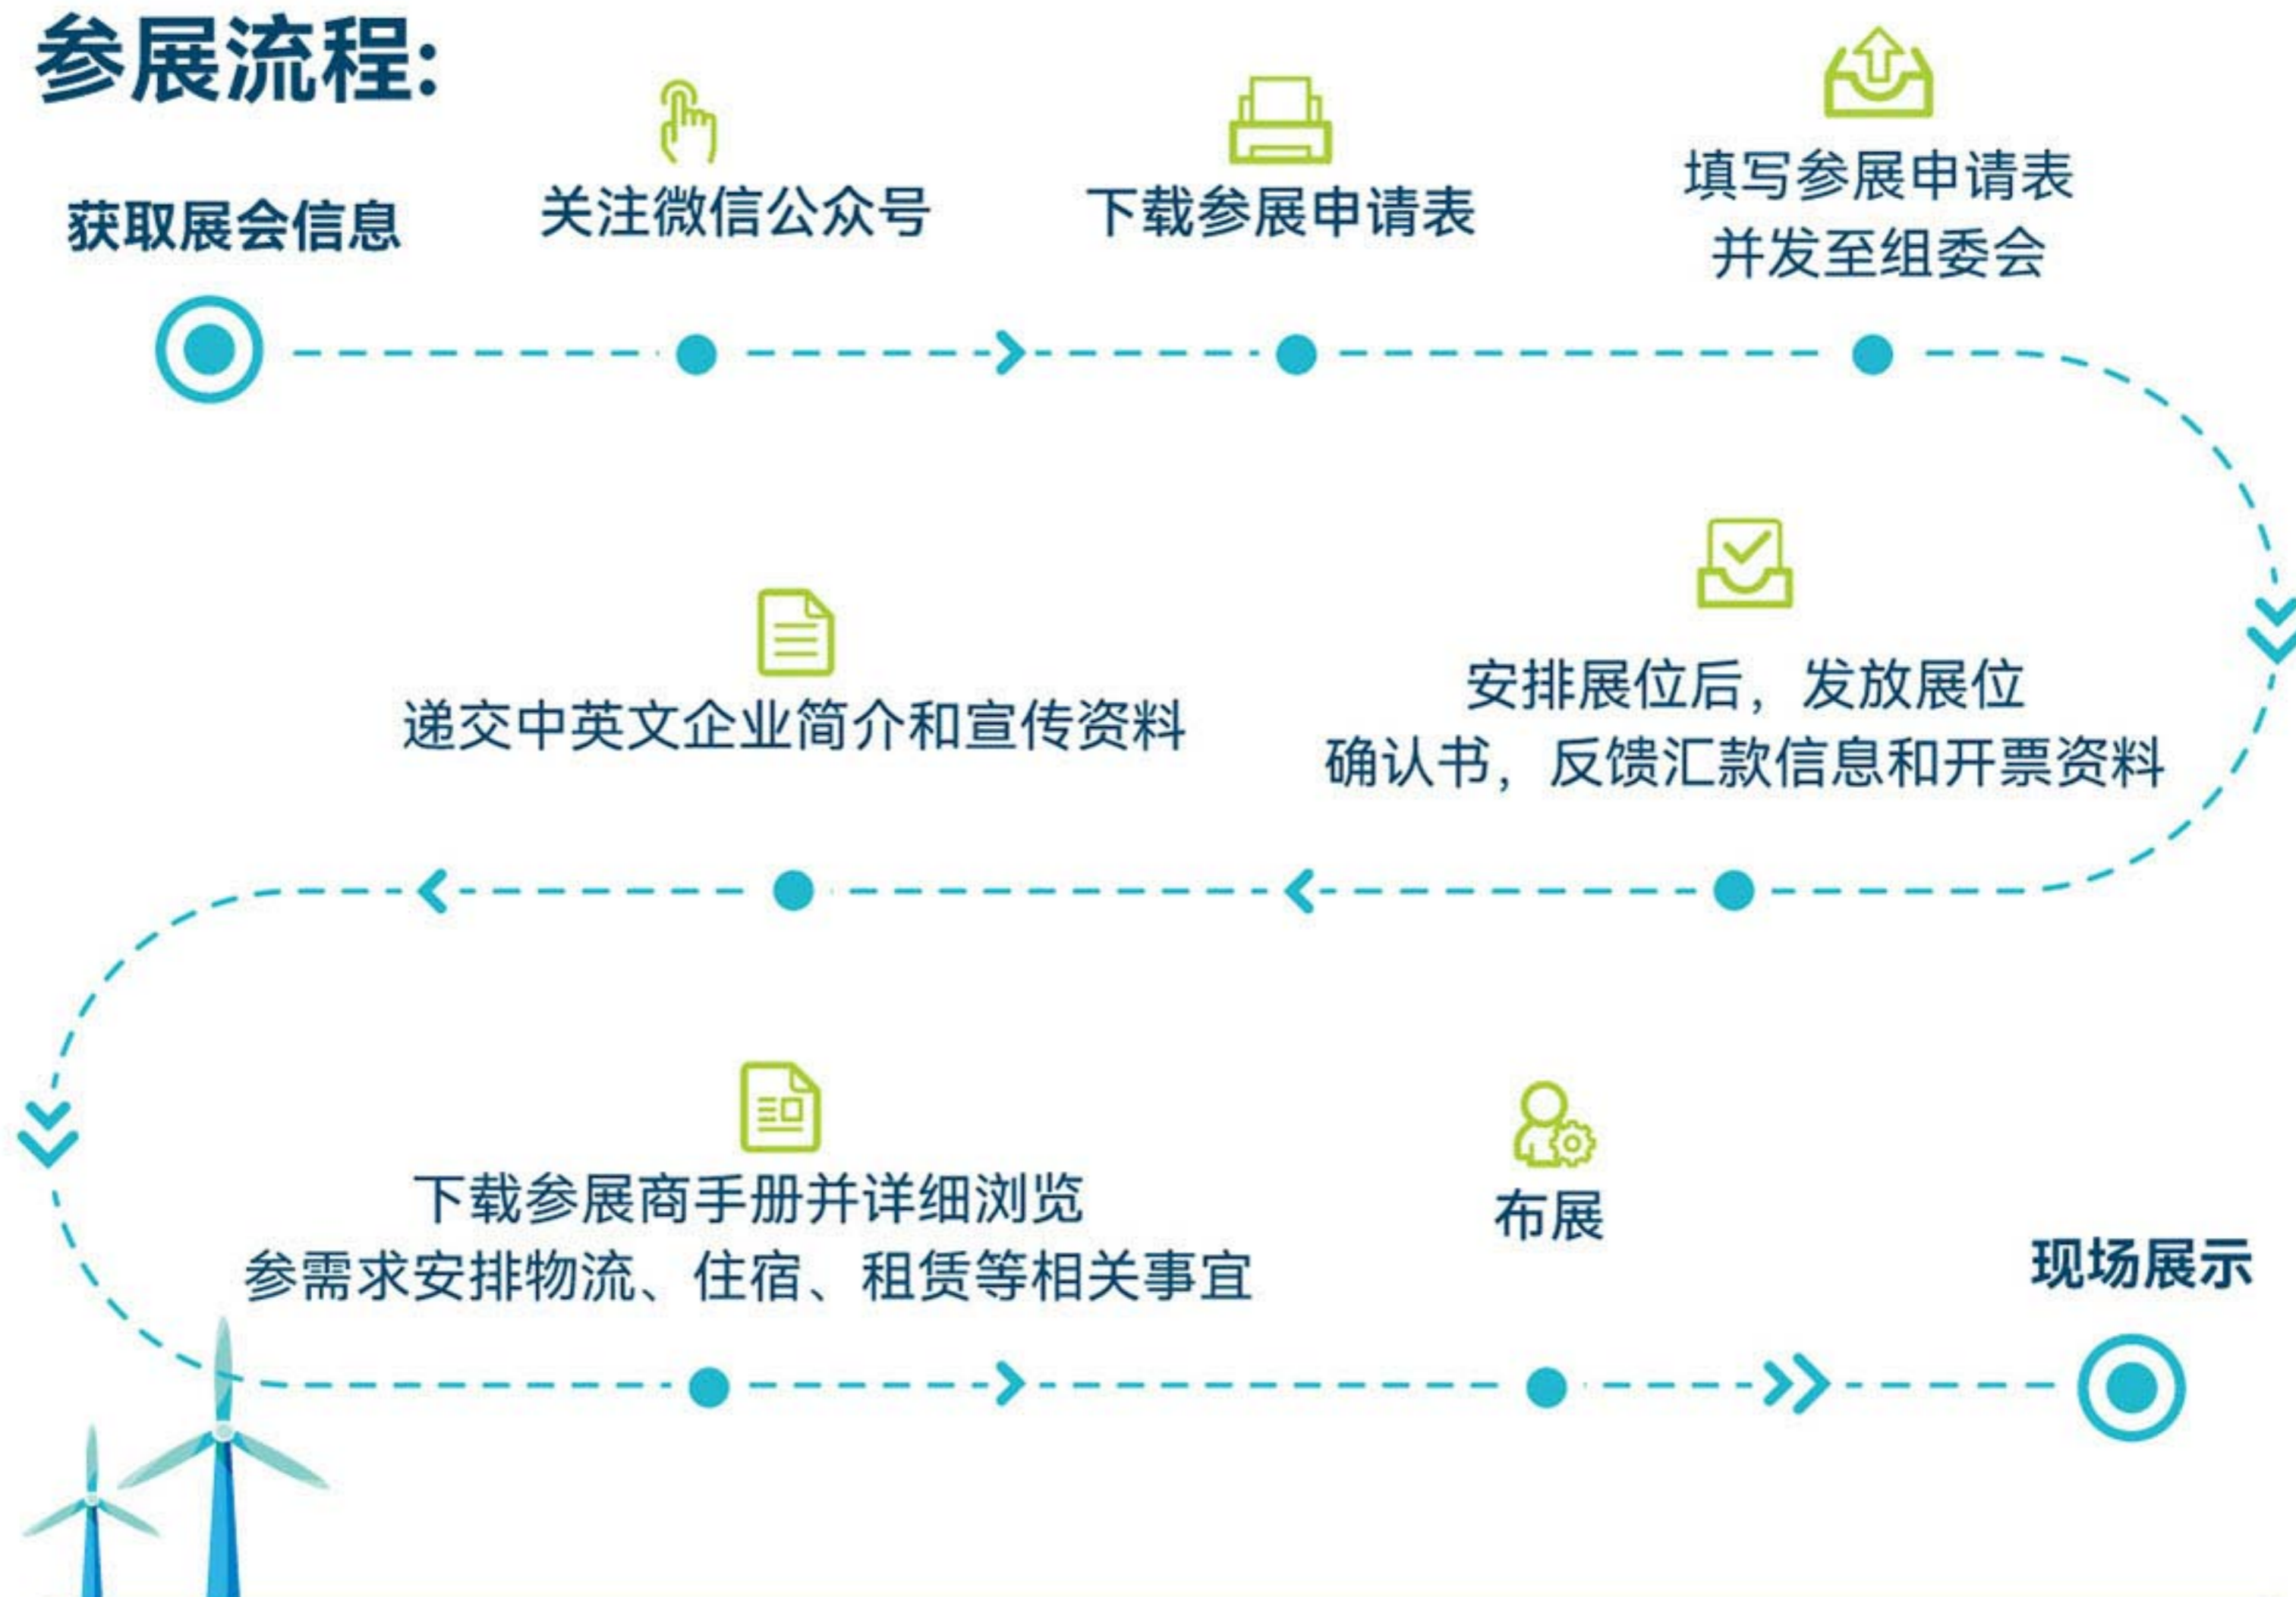 参展流程:
获取展会信息
关注微信公众号
下载参展申请表
填写参展申请表
并发至组委会
安排展位后，发放展位
确认书，反馈汇款信息和开票资料
递交中英文企业简介和宣传资料
下载参展商手册并详细浏览
参需求安排物流、住宿、租赁等相关事宜
布展
现场展示